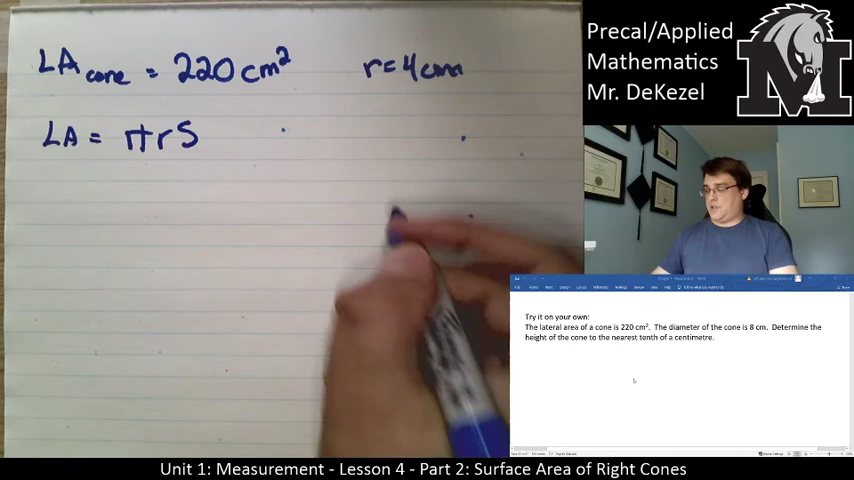 LA cone = 220 cm² r = 4cm
LA = πrs
Precal/Applied
Mathematics
Mr. DeKezel
M
Try it on your own:
The lateral area of a cone is 220 cm². The diameter of the cone is 8 cm. Determine the
height of the cone to the nearest tenth of a centimetre.
Unit 1: Measurement - Lesson 4 - Part 2: Surface Area of Right Cones